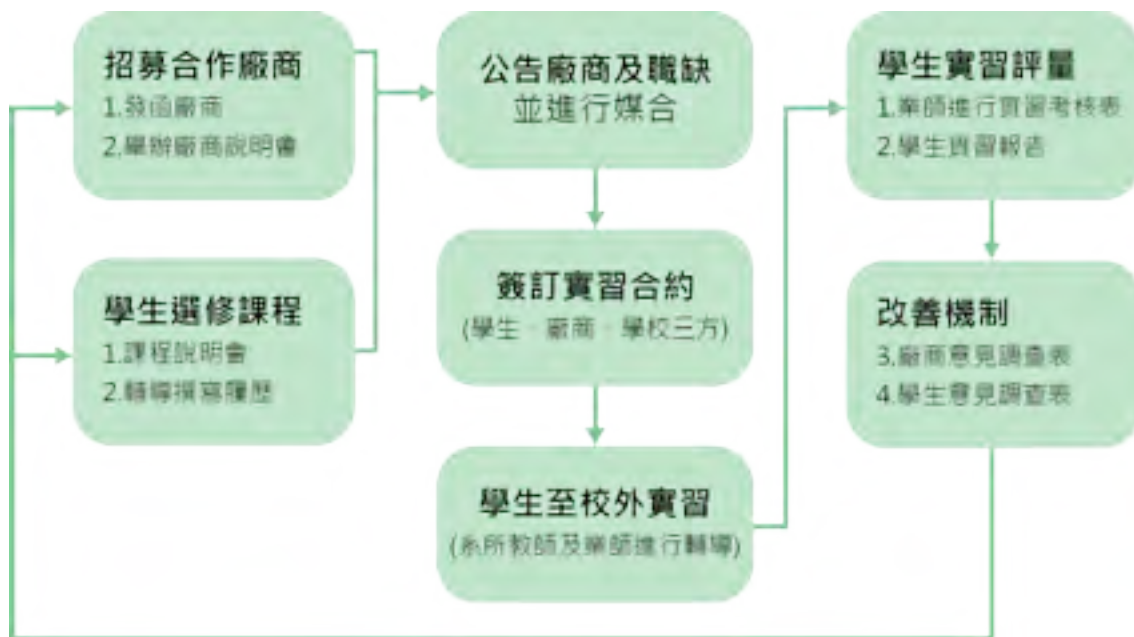 招募合作廠商
1.發函廠商
2.舉辦廠商說明會
學生選修課程
1.課程說明會
2.輔導撰寫履歷
公告廠商及職缺
並進行媒合
簽訂實習合約
(學生、廠商、學校三方)
學生至校外實習
(系所教師及業師進行輔導)
學生實習評量
1.業師進行實習考核表
2.學生實習報告
改善機制
3.廠商意見調查表
4.學生意見調查表